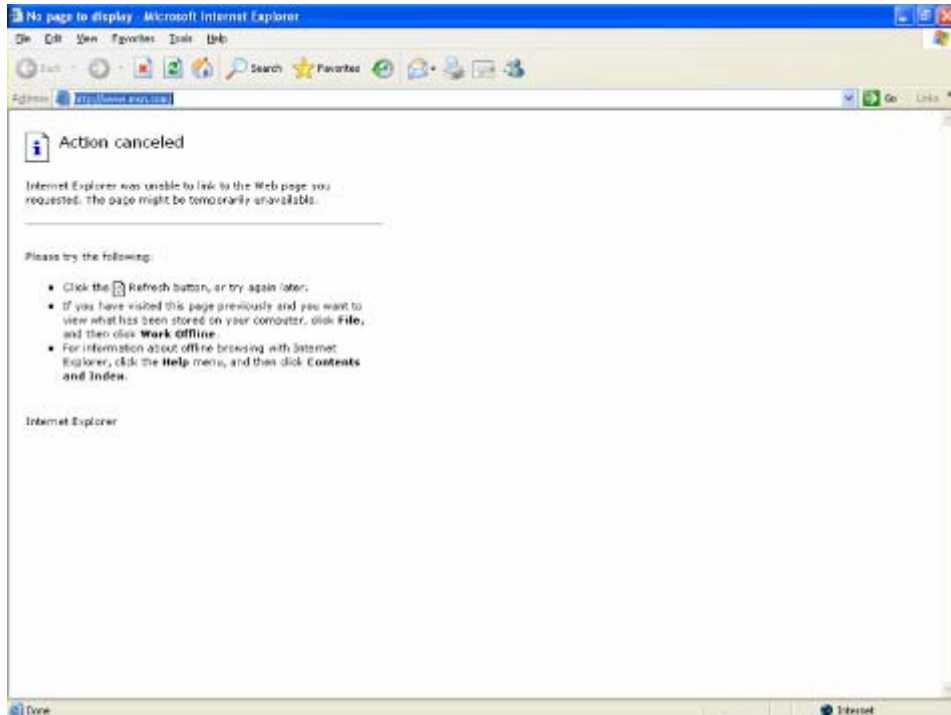 No page to display - Microsoft Internet Explorer
File Edit View Favorites Tools Help
Back Search Favorites
Address http://www.msn.com/ Go Links
Action canceled
Internet Explorer was unable to link to the Web page you
requested. The page might be temporarily unavailable.
Please try the following:
Click the Refresh button, or try again later.
If you have visited this page previously and you want to
view what has been stored on your computer, click File,
and then click Work Offline.
For information about offline browsing with Internet
Explorer, click the Help menu, and then click Contents
and Index.
Internet Explorer
Done Internet